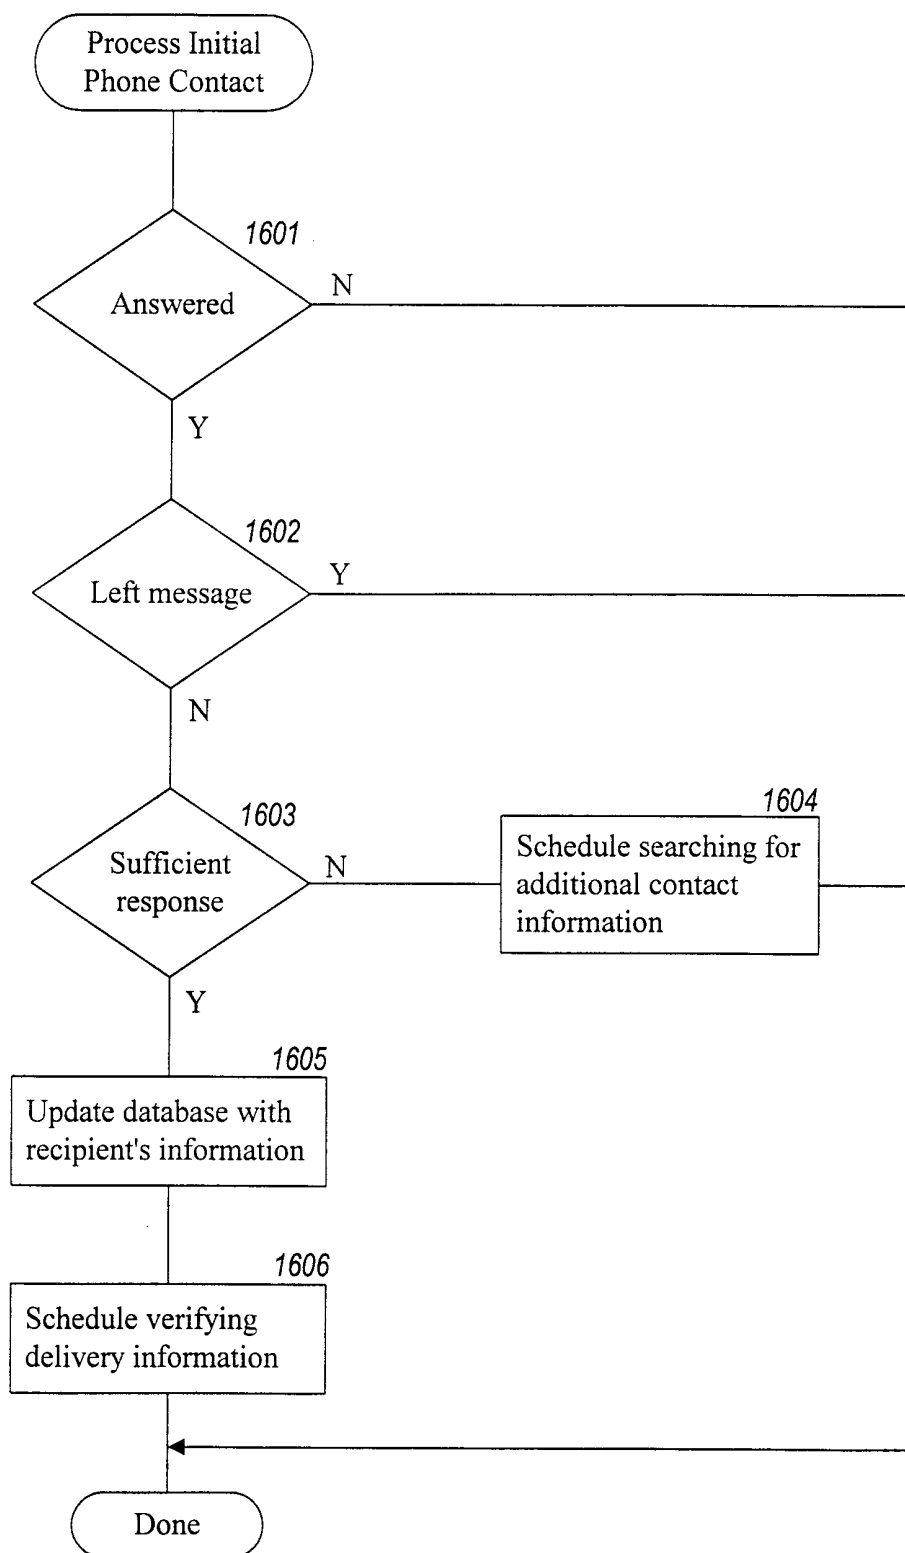 Process Initial
Phone Contact
1601
Answered
N
Y
1602
Left message
Y
N
1603
Sufficient
response
N
1604
Schedule searching for
additional contact
information
Y
1605
Update database with
recipient's information
1606
Schedule verifying
delivery information
Done